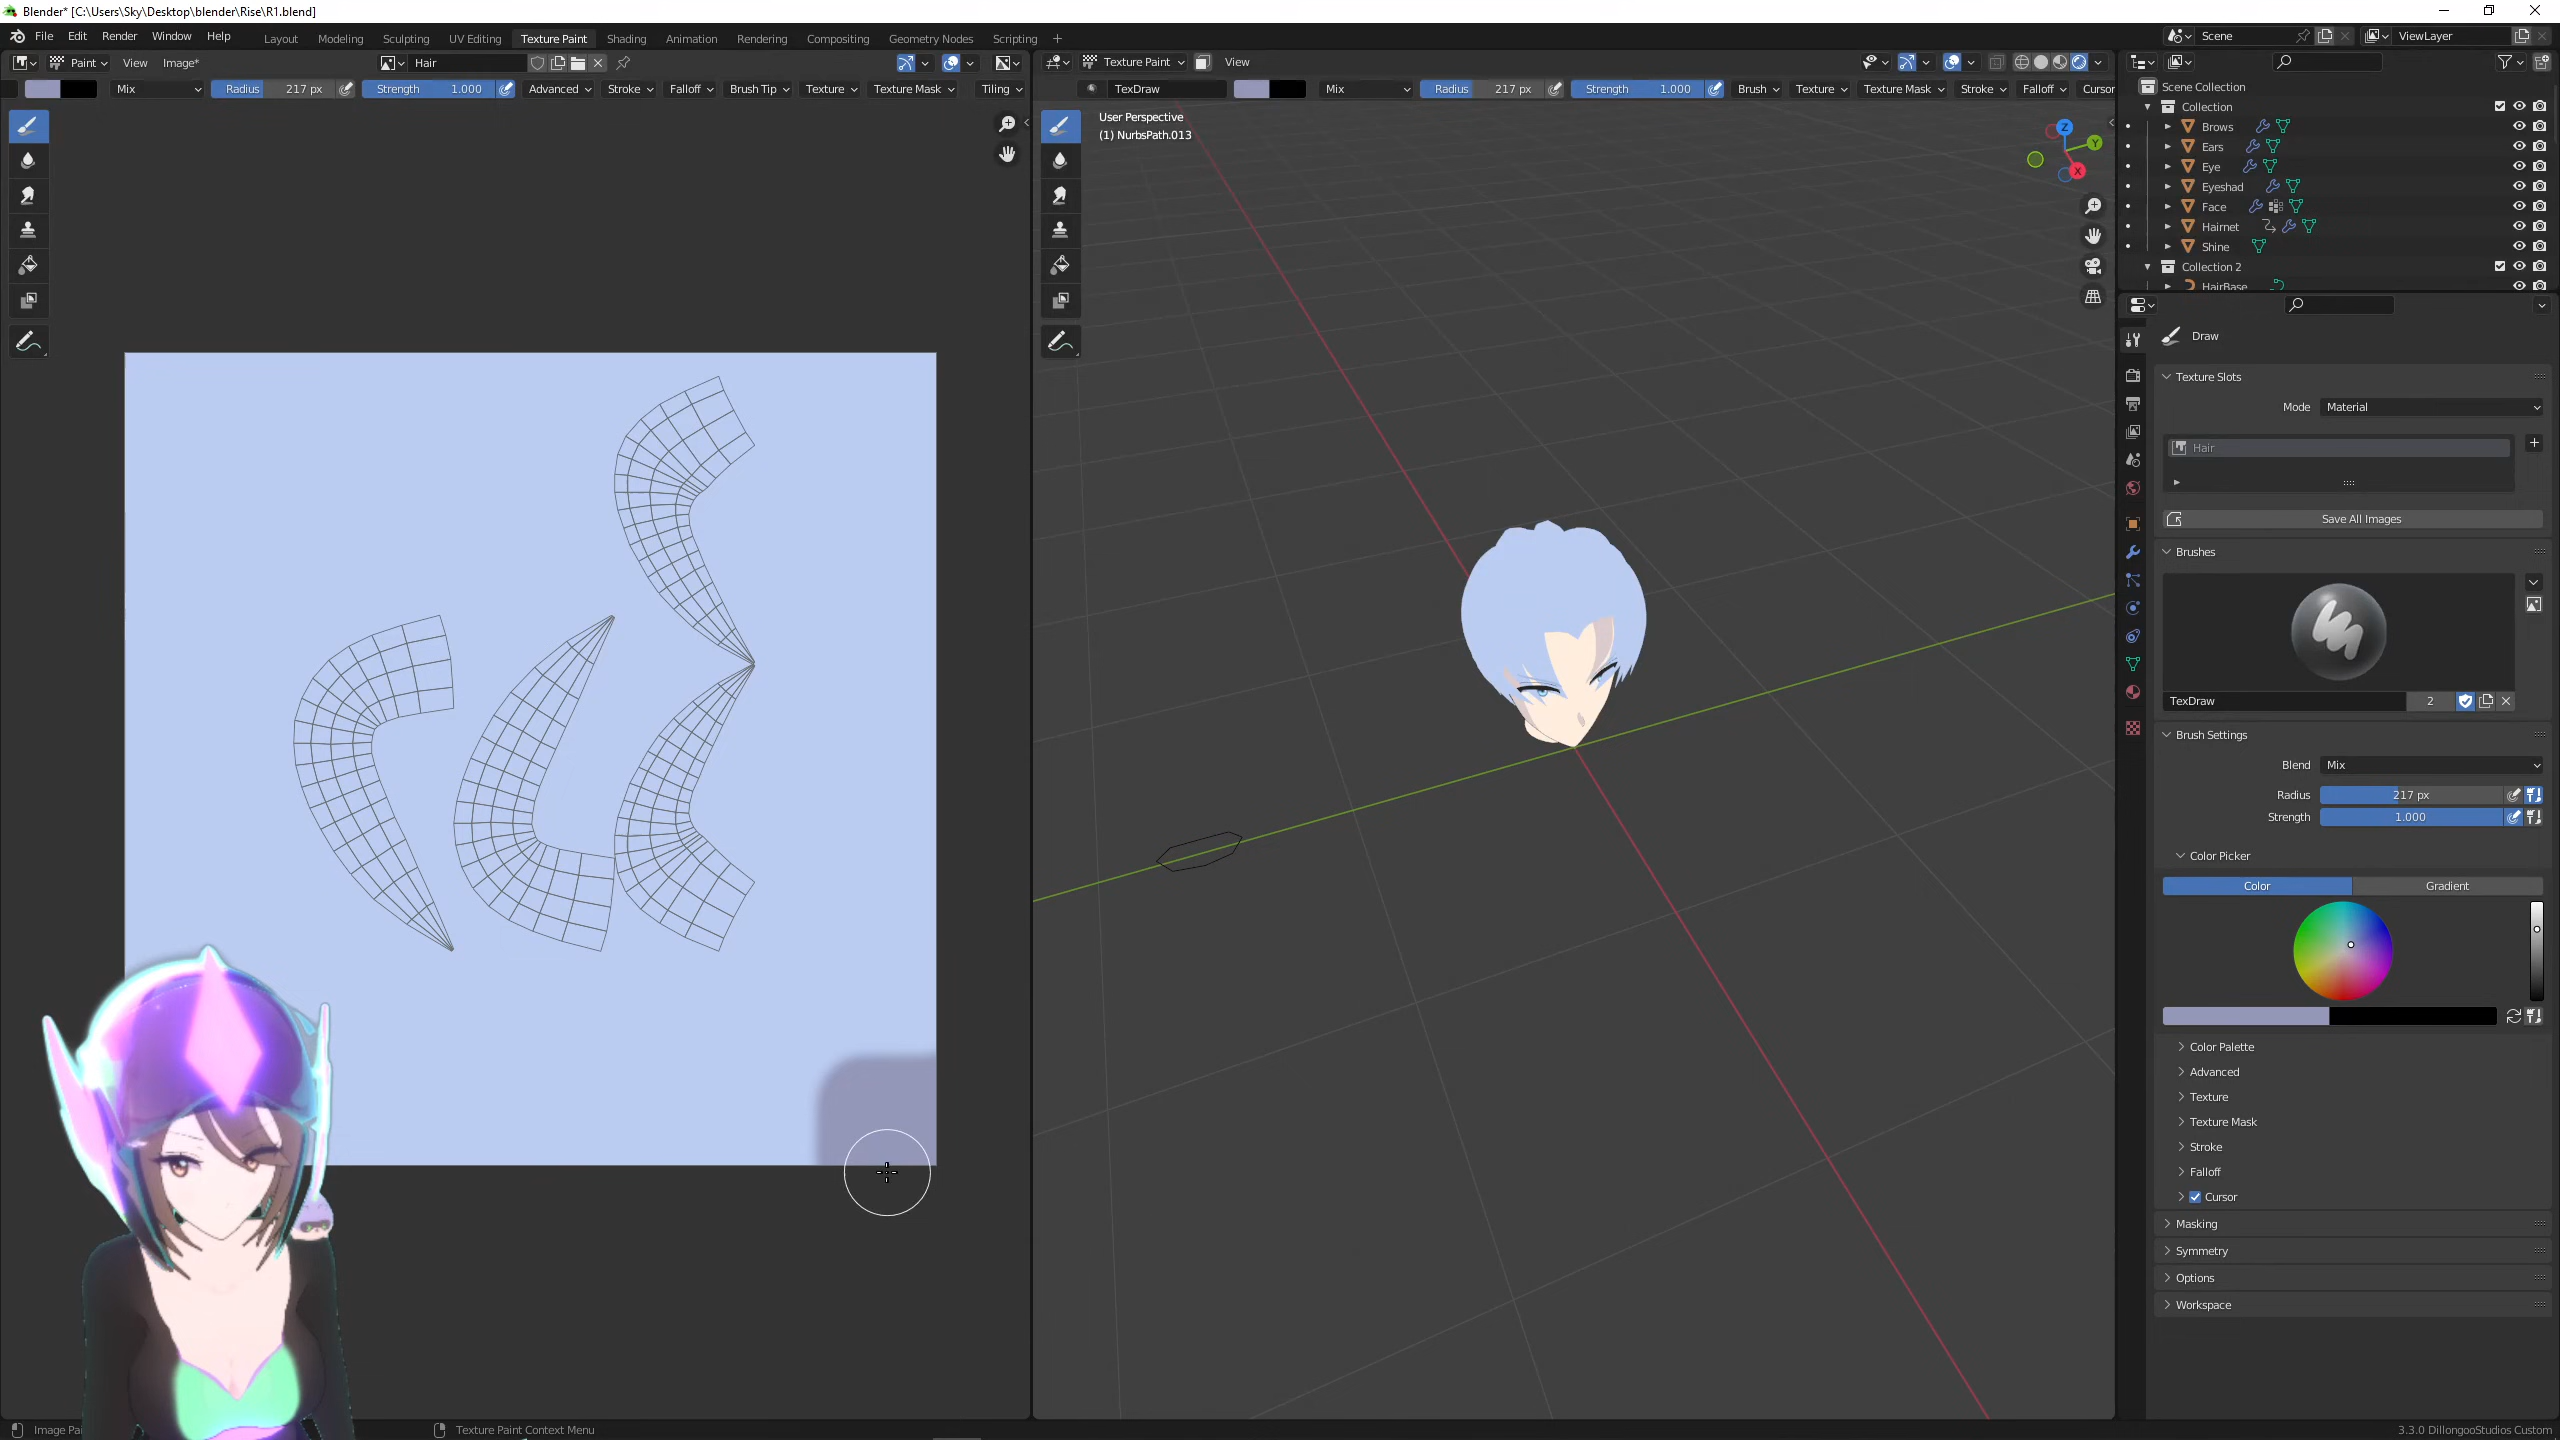 Blender* [C:\Users\Sky\Desktop\blender\Rise\R1.blend]
File Edit Render Window Help Layout Modeling Sculpting UV Editing Texture Paint Shading Animation Rendering Compositing Geometry Nodes Scripting + Scene ViewLayer
Paint View Image* Hair Texture Paint View
Mix Radius 217 px Strength 1.000 Advanced Stroke Falloff Brush Tip Texture Texture Mask Tiling TexDraw Mix Radius 217 px Strength 1.000 Brush Texture Texture Mask Stroke Falloff Cursor
User Perspective
(1) NurbsPath.013
Z
Y
X
Scene Collection
Collection
Brows
Ears
Eye
Eyeshad
Face
Hairnet
Shine
Collection 2
HairBase
Draw
Texture Slots
Mode Material
Hair
Save All Images
Brushes
TexDraw 2
Brush Settings
Blend Mix
Radius 217 px
Strength 1.000
Color Picker
Color Gradient
Color Palette
Advanced
Texture
Texture Mask
Stroke
Falloff
Cursor
Masking
Symmetry
Options
Workspace
Image Pa Texture Paint Context Menu 3.3.0 DillongooStudios Custom